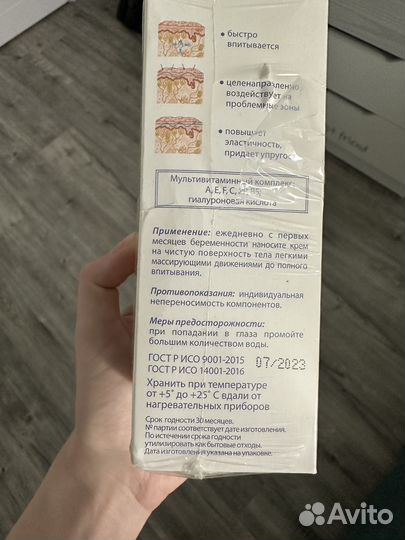 • быстро
впитывается
• целенаправленно
воздействует на
проблемные зоны
• повышает
эластичность,
придает упругость
Мультивитаминный комплекс:
A, E, F, C,
гиалуроновая кислота
Применение: ежедневно с первых
месяцев беременности наносите крем
на чистую поверхность тела легкими
массирующими движениями до полного
впитывания.
Противопоказания: индивидуальная
непереносимость компонентов.
Меры предосторожности:
при попадании в глаза промойте
большим количеством воды.
ГОСТ Р ИСО 9001-2015
07/2023
ГОСТ Р ИСО 14001-2016
Хранить при температуре
от +5˚ до +25˚ С вдали от
нагревательных приборов
Срок годности 30 месяцев.
№ партии соответствует дате изготовления.
По истечении срока годности
утилизировать как бытовые отходы.
Дата изготовления указана на упаковке.
friend
Avito